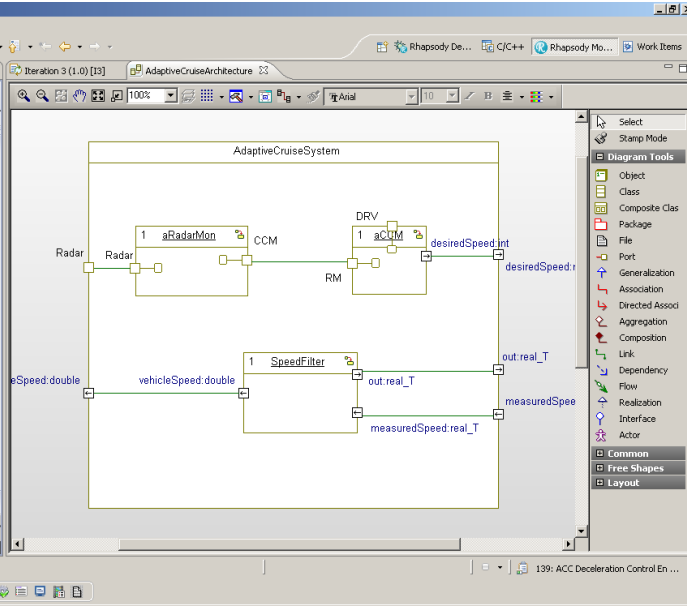 Rhapsody De...
C/C++
Rhapsody Mo...
Work Items
Iteration 3 (1.0) [I3]
AdaptiveCruiseArchitecture
100%
Arial
10
B
Select
Stamp Mode
Diagram Tools
Object
Class
Composite Clas
Package
File
Port
Generalization
Association
Directed Associ
Aggregation
Composition
Link
Dependency
Flow
Realization
Interface
Actor
Common
Free Shapes
Layout
AdaptiveCruiseSystem
DRV
1 aRadarMon
CCM
1 aCCM
desiredSpeed:int
Radar
Radar
RM
desiredSpeed:r
1 SpeedFilter
out:real_T
eSpeed:double
vehicleSpeed:double
out:real_T
measuredSpee
measuredSpeed:real_T
139: ACC Deceleration Control En ...